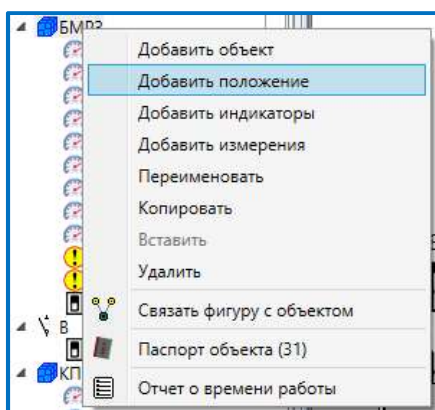 БМРЗ
Добавить объект
Добавить положение
Добавить индикаторы
Добавить измерения
Переименовать
Копировать
Вставить
Удалить
Связать фигуру с объектом
В
Паспорт объекта (31)
КП
Отчет о времени работы